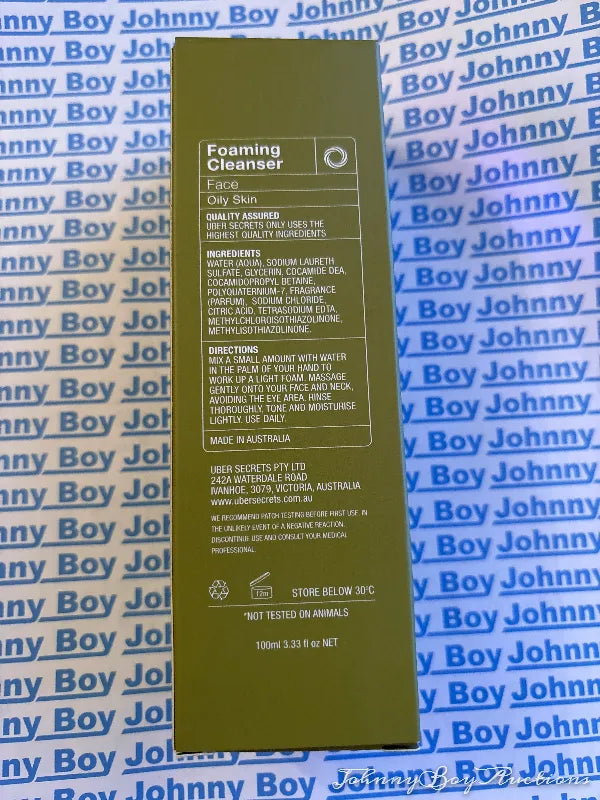 Foaming
Cleanser
Face
Oily Skin
QUALITY ASSURED
UBER SECRETS ONLY USES THE
HIGHEST QUALITY INGREDIENTS
INGREDIENTS
WATER (AQUA), SODIUM LAURETH
SULFATE, GLYCERIN, COCAMIDE DEA,
COCAMIDOPROPYL BETAINE,
POLYQUATERNIUM-7, FRAGRANCE
(PARFUM), SODIUM CHLORIDE,
CITRIC ACID, TETRASODIUM EDTA,
METHYLCHLOROISOTHIAZOLINONE,
METHYLISOTHIAZOLINONE.
DIRECTIONS
MIX A SMALL AMOUNT WITH WATER
IN THE PALM OF YOUR HAND TO
WORK UP A LIGHT FOAM. MASSAGE
GENTLY ONTO YOUR FACE AND NECK,
AVOIDING THE EYE AREA. RINSE
THOROUGHLY. TONE AND MOISTURISE
LIGHTLY. USE DAILY.
MADE IN AUSTRALIA
UBER SECRETS PTY LTD
242A WATERDALE ROAD
IVANHOE, 3079, VICTORIA, AUSTRALIA
www.ubersecrets.com.au
WE RECOMMEND PATCH TESTING BEFORE FIRST USE. IN
THE UNLIKELY EVENT OF A NEGATIVE REACTION,
DISCONTINUE USE AND CONSULT YOUR MEDICAL
PROFESSIONAL.
12m
STORE BELOW 30°C
*NOT TESTED ON ANIMALS
100ml 3.33 fl oz NET
Johnny Boy
JohnnyBoyAuctions